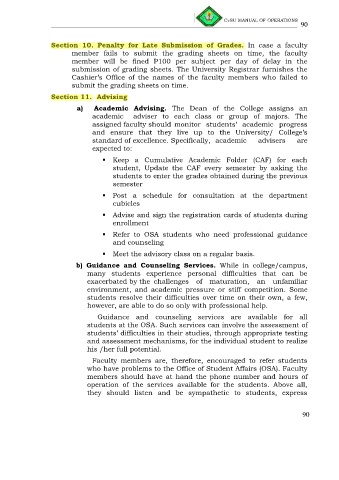 CvSU MANUAL OF OPERATIONS
90
Section 10. Penalty for Late Submission of Grades. In case a faculty
member fails to submit the grading sheets on time, the faculty
member will be fined P100 per subject per day of delay in the
submission of grading sheets. The University Registrar furnishes the
Cashier's Office of the names of the faculty members who failed to
submit the grading sheets on time.
Section 11. Advising
a) Academic Advising. The Dean of the College assigns an
academic adviser to each class or group of majors. The
assigned faculty should monitor students' academic progress
and ensure that they live up to the University/ College's
standard of excellence. Specifically, academic advisers are
expected to:
▪ Keep a Cumulative Academic Folder (CAF) for each
student, Update the CAF every semester by asking the
students to enter the grades obtained during the previous
semester
▪ Post a schedule for consultation at the department
cubicles
▪ Advise and sign the registration cards of students during
enrollment
▪ Refer to OSA students who need professional guidance
and counseling
▪ Meet the advisory class on a regular basis.
b) Guidance and Counseling Services. While in college/campus,
many students experience personal difficulties that can be
exacerbated by the challenges of maturation, an unfamiliar
environment, and academic pressure or stiff competition. Some
students resolve their difficulties over time on their own, a few,
however, are able to do so only with professional help.
Guidance and counseling services are available for all
students at the OSA. Such services can involve the assessment of
students' difficulties in their studies, through appropriate testing
and assessment mechanisms, for the individual student to realize
his /her full potential.
Faculty members are, therefore, encouraged to refer students
who have problems to the Office of Student Affairs (OSA). Faculty
members should have at hand the phone number and hours of
operation of the services available for the students. Above all,
they should listen and be sympathetic to students, express
90